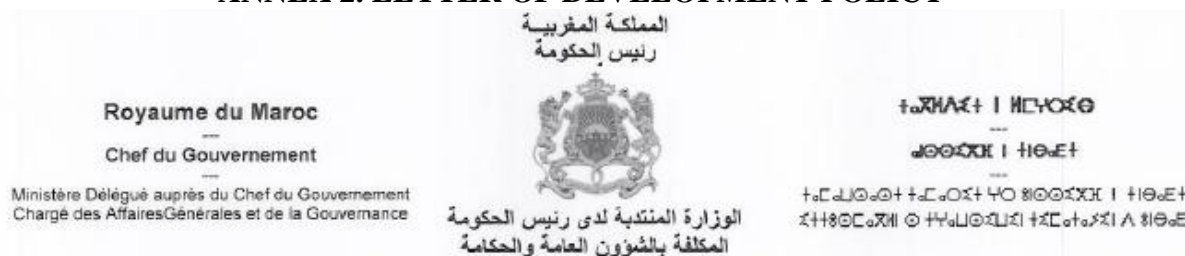 ANNEX 2. LETTER OF DEVELOPMENT POLICY
المملكة المغربية
رئيس الحكومة
Royaume du Maroc
---
Chef du Gouvernement
---
Ministère Délégué auprès du Chef du Gouvernement
Chargé des AffairesGénérales et de la Gouvernance
الوزارة المنتدبة لدى رئيس الحكومة
المكلفة بالشؤون العامة والحكامة
ⵜⴰⴳⵍⴷⵉⵜ ⵏ ⵍⵎⵖⵔⵉⴱ
---
---